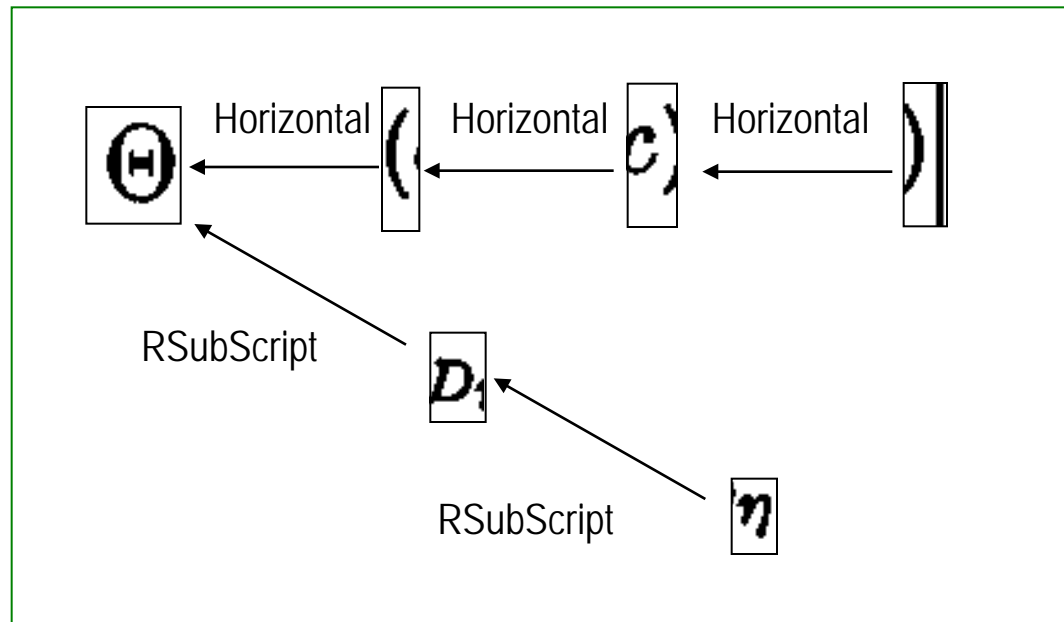 Horizontal Horizontal Horizontal
Θ ( c )
RSubScript
D
RSubScript
η